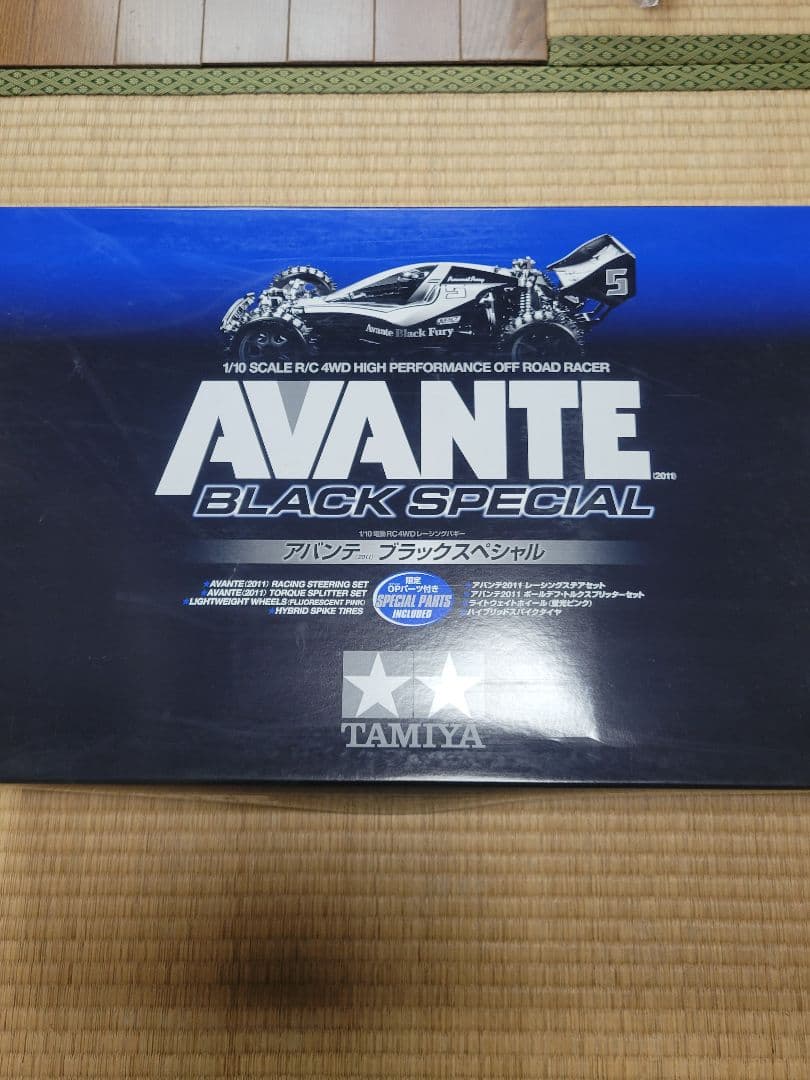 5
Avante Black Fury
1/10 SCALE R/C 4WD HIGH PERFORMANCE OFF ROAD RACER
AVANTE
(2011)
BLACK SPECIAL
1/10 電動RC4WDレーシングバギー
アバンテ(2011) ブラックスペシャル
★AVANTE(2011) RACING STEERING SET
★AVANTE(2011) TORQUE SPLITTER SET
★LIGHTWEIGHT WHEELS (FLUORESCENT PINK)
★HYBRID SPIKE TIRES
限定
OPパーツ付き
SPECIAL PARTS
INCLUDED
アバンテ2011 レーシングステアセット
アバンテ2011 ボールデフ・トルクスプリッターセット
ライトウェイトホイール (蛍光ピンク)
ハイブリッドスパイクタイヤ
TAMIYA